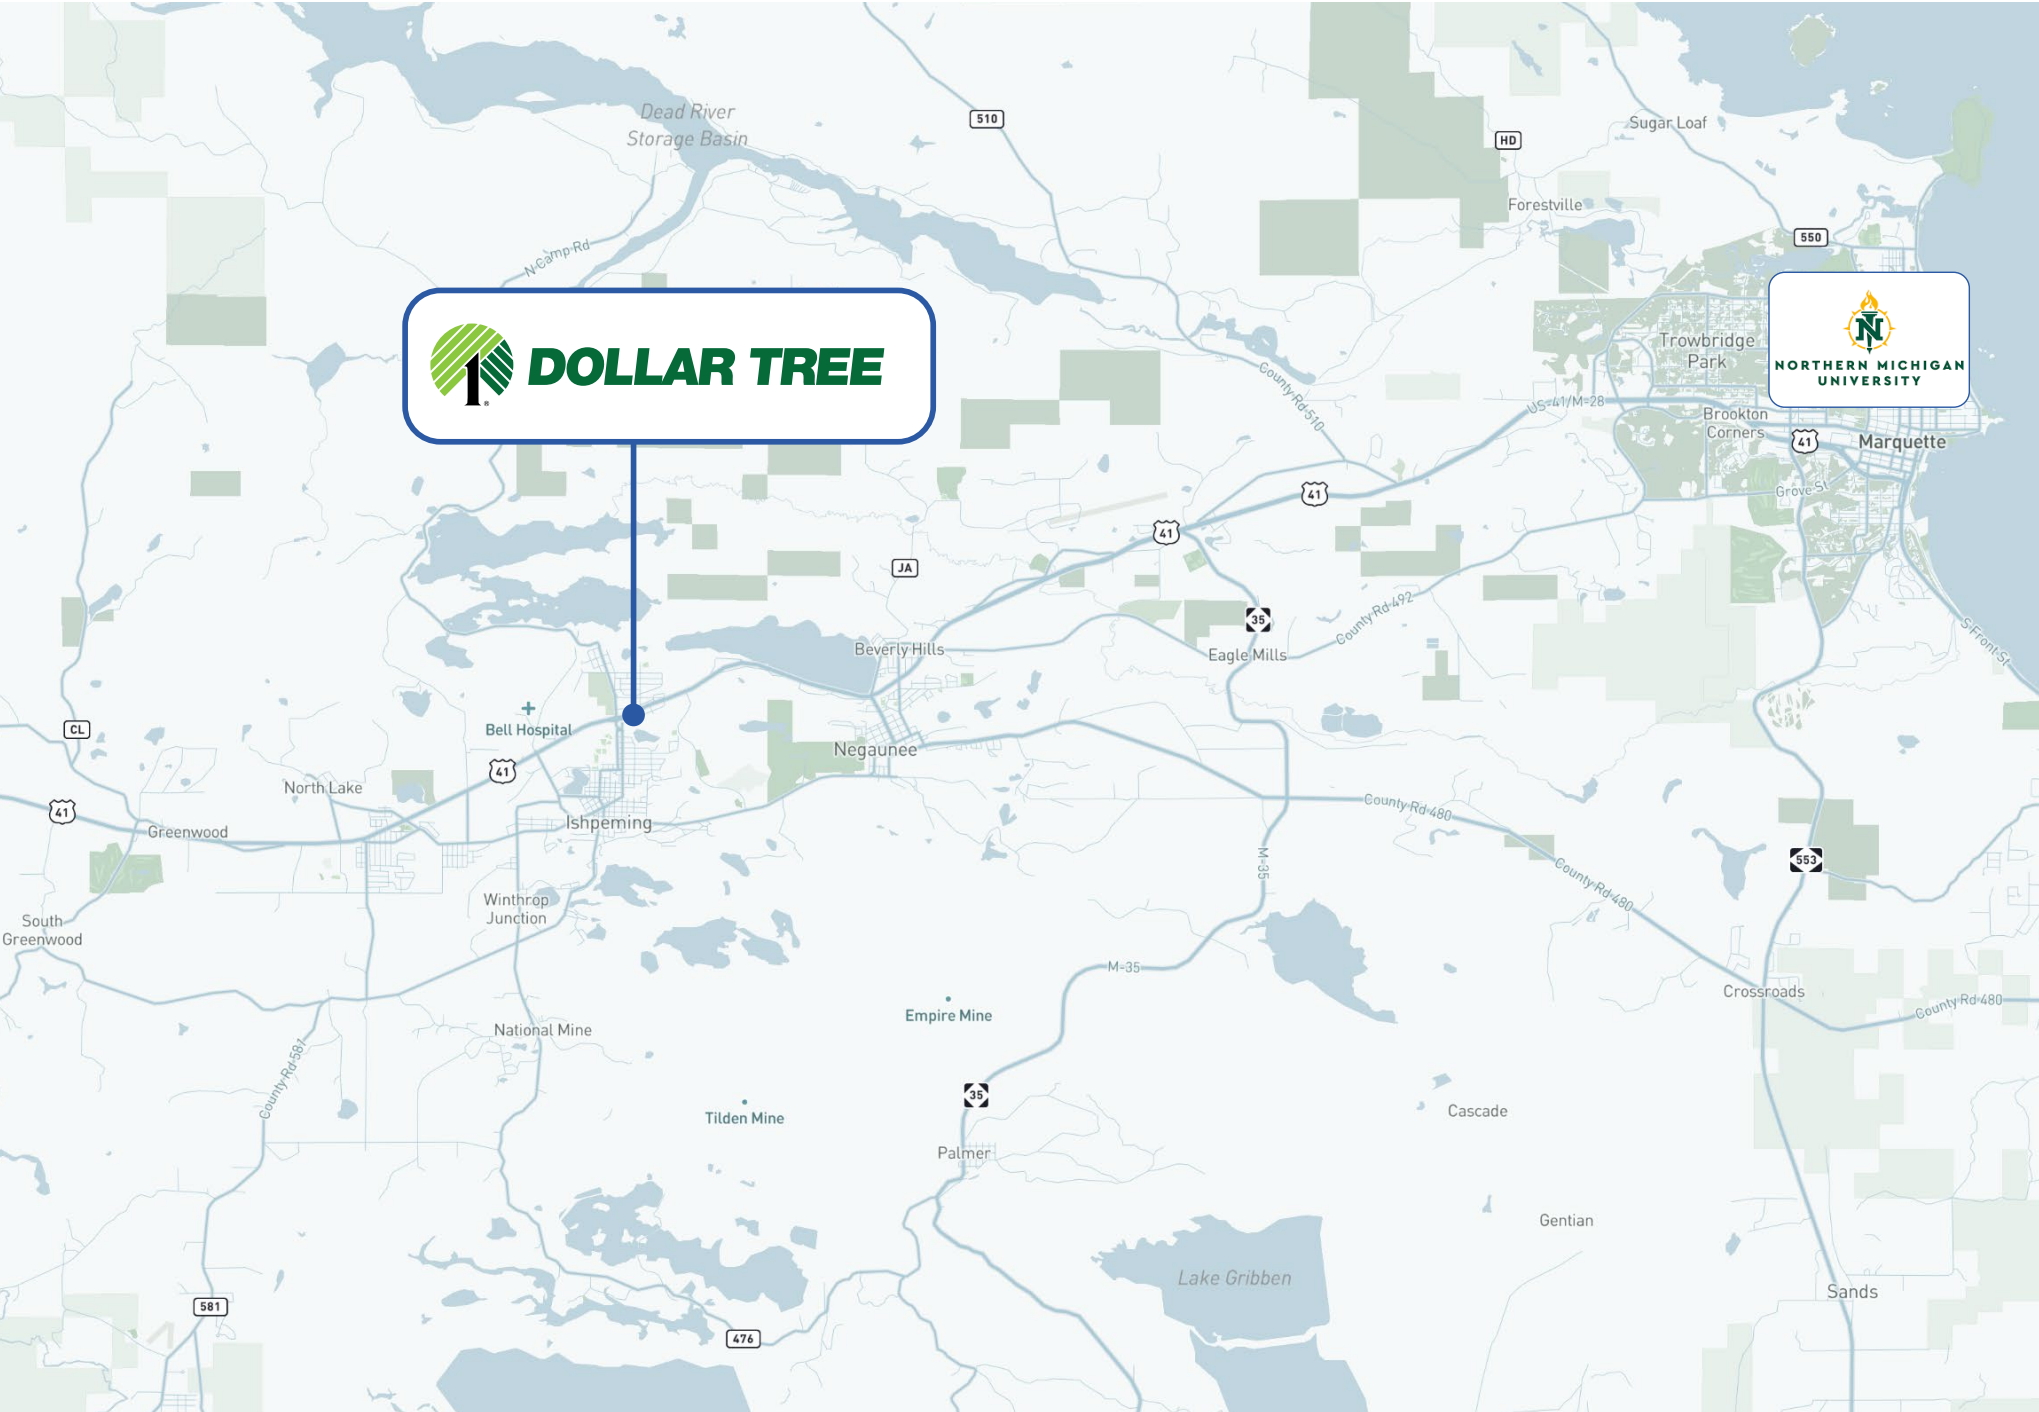 Dead River
Storage Basin
510
HD
Sugar Loaf
Forestville
550
N Camp Rd
DOLLAR TREE
1
®
N
NORTHERN MICHIGAN
UNIVERSITY
Trowbridge
Park
County Rd 510
US-41/M-28
Brookton
Corners
41
Marquette
Grove St
41
41
JA
35
County Rd 492
S Front St
Beverly Hills
Eagle Mills
CL
Bell Hospital
Negaunee
41
North Lake
41
County Rd 480
Greenwood
Ishpeming
M-35
553
County Rd 480
Winthrop
Junction
South
Greenwood
M-35
Crossroads
County Rd 480
Empire Mine
National Mine
County Rd 581
35
Tilden Mine
Cascade
Palmer
Gentian
Lake Gribben
Sands
581
476